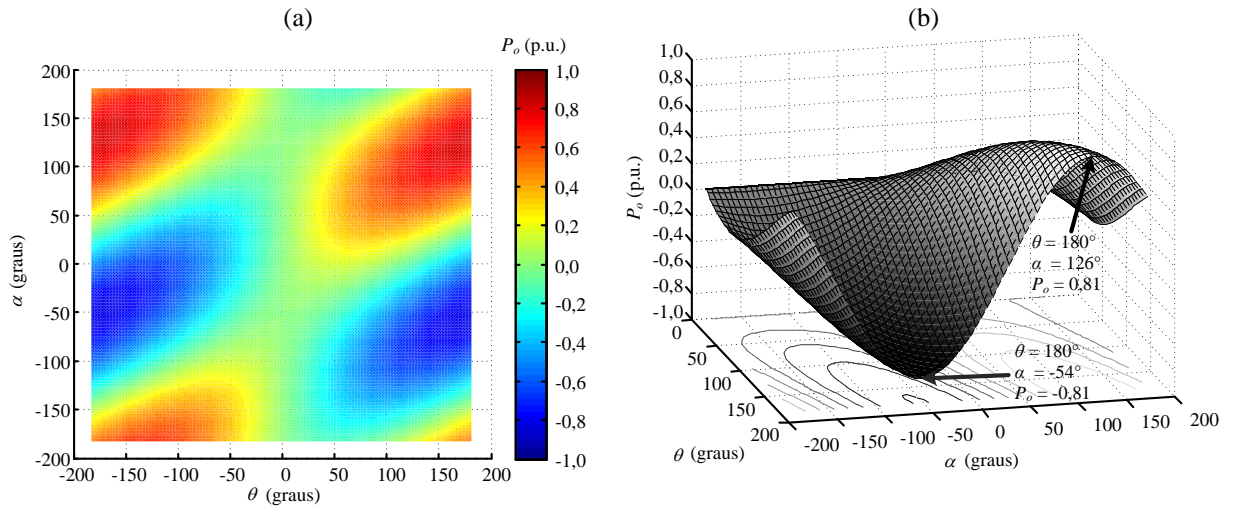 (a)
P_o (p.u.)
200
150
100
50
0
-50
-100
-150
-200
α (graus)
-200 -150 -100 -50 0 50 100 150 200
θ (graus)
1,0
0,8
0,6
0,4
0,2
0,0
-0,2
-0,4
-0,6
-0,8
-1,0
(b)
1,0
0,8
0,6
0,4
0,2
0,0
-0,2
-0,4
-0,6
-0,8
-1,0
P_o (p.u.)
θ = 180°
α = 126°
P_o = 0,81
θ = 180°
α = -54°
P_o = -0,81
0
50
100
150
200
θ (graus)
-200 -150 -100 -50 0 50 100 150 200
α (graus)